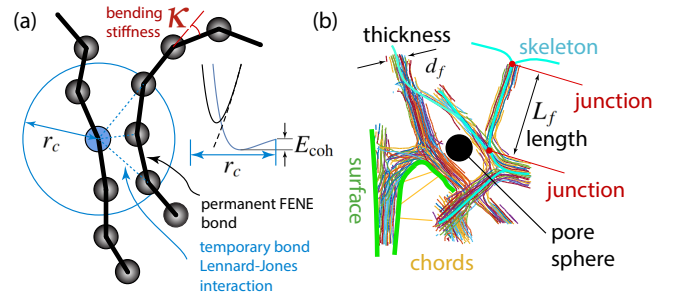 (a)
bending
stiffness
κ
r_c
E_coh
r_c
permanent FENE
bond
temporary bond
Lennard-Jones
interaction
(b)
thickness
d_f
skeleton
junction
L_f
length
junction
surface
chords
pore
sphere